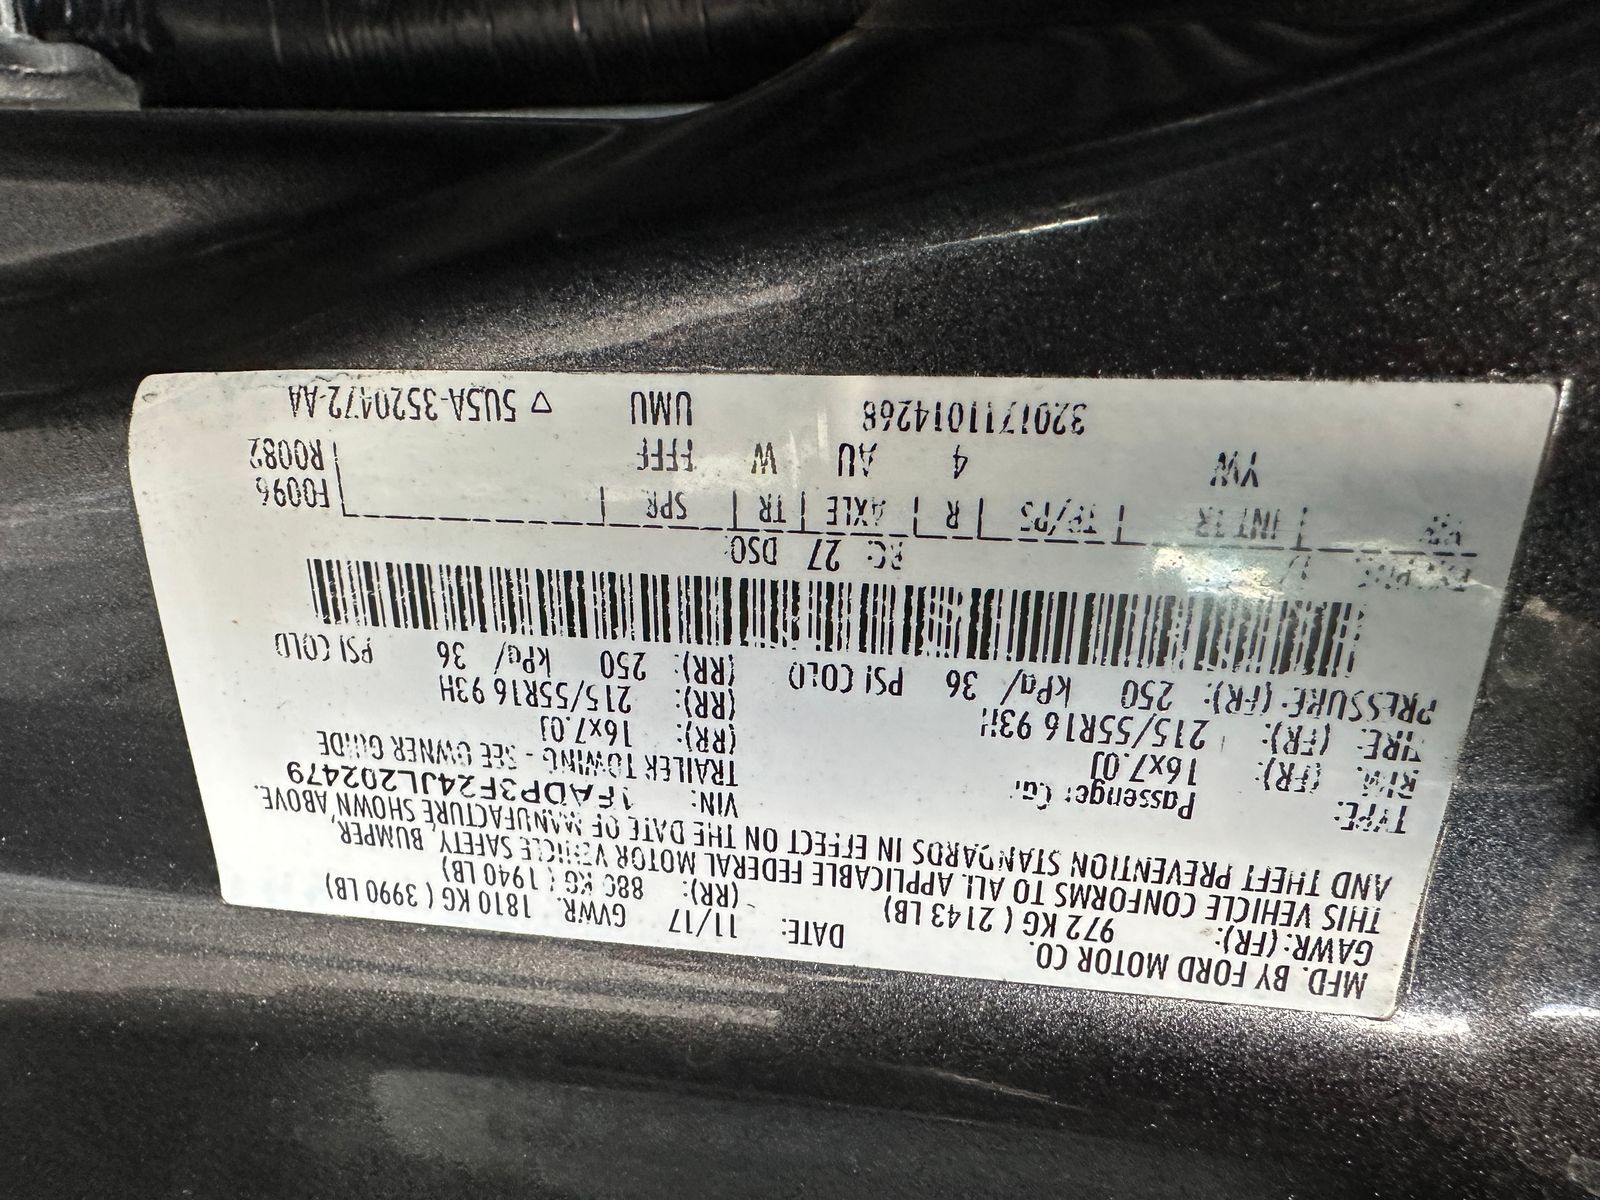 MFD. BY FORD MOTOR CO.
DATE: 11/17 GVWR. 1810 KG ( 3990 LB)
GAWR: (FR): 972 KG ( 2143 LB) (RR): 880 KG ( 1940 LB)
THIS VEHICLE CONFORMS TO ALL APPLICABLE FEDERAL MOTOR VEHICLE SAFETY, BUMPER,
AND THEFT PREVENTION STANDARDS IN EFFECT ON THE DATE OF MANUFACTURE SHOWN ABOVE.
VIN: 1FADP3F24JL202479
TYPE: Passenger Car TRAILER TOWING - SEE OWNER GUIDE
RIM: (FR): 16x7.0J (RR): 16x7.0J
TIRE: (FR): 215/55R16 93H (RR): 215/55R16 93H
PRESSURE: (FR): 250 kPa/ 36 PSI COLD (RR): 250 kPa/ 36 PSI COLD
RC: 27 DSO:
INT TR TP/PS R AXLE TR SPR F0096
YW 4 AU W FFFF R0082
3201711014268 UMU ▽ 5U5A-3520472-AA